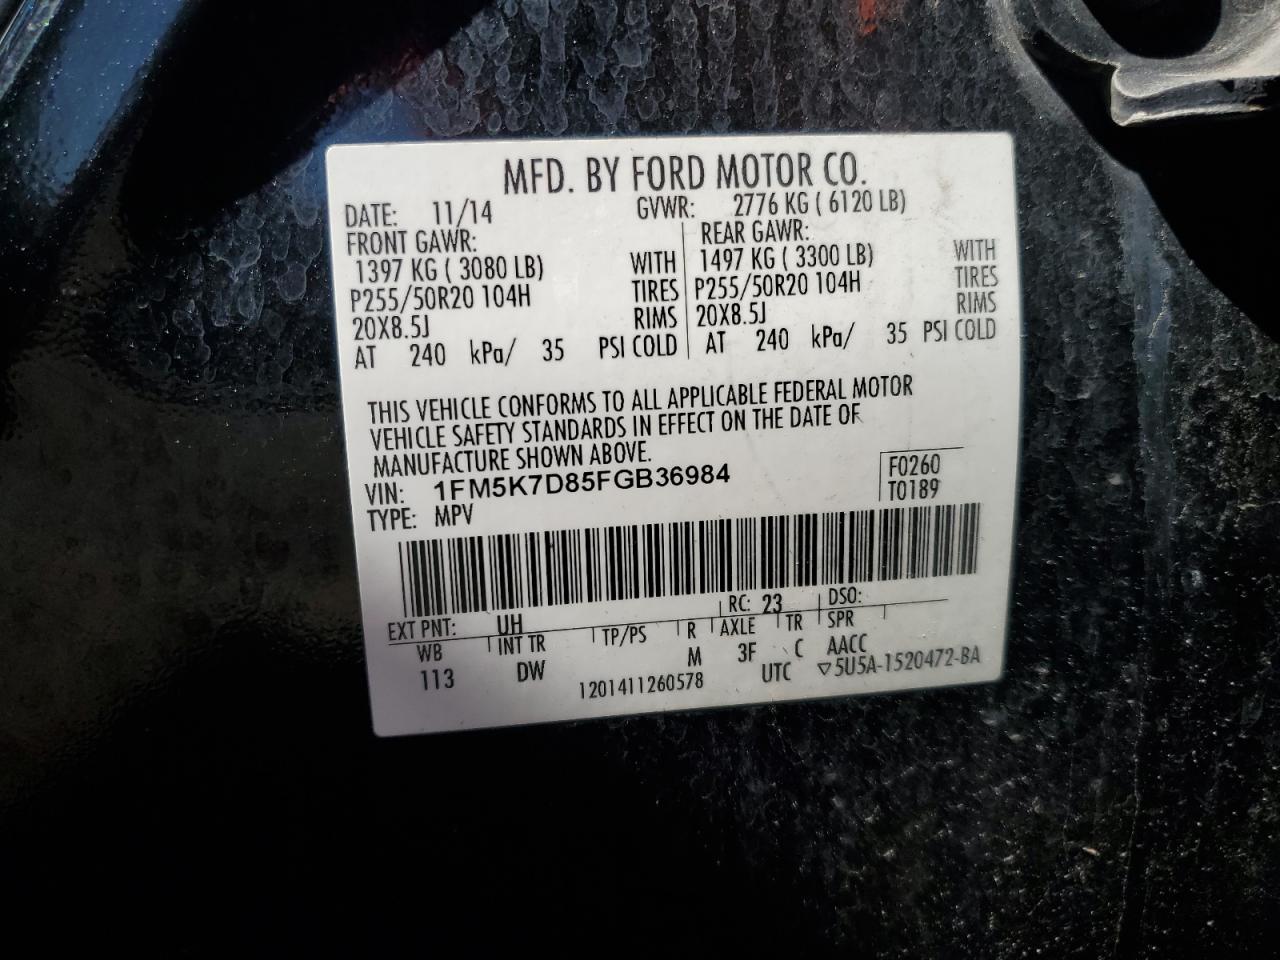 MFD. BY FORD MOTOR CO.
DATE: 11/14 GVWR: 2776 KG ( 6120 LB)
FRONT GAWR: REAR GAWR:
1397 KG ( 3080 LB) WITH 1497 KG ( 3300 LB) WITH
P255/50R20 104H TIRES P255/50R20 104H TIRES
20X8.5J RIMS 20X8.5J RIMS
AT 240 kPa/ 35 PSI COLD AT 240 kPa/ 35 PSI COLD
THIS VEHICLE CONFORMS TO ALL APPLICABLE FEDERAL MOTOR
VEHICLE SAFETY STANDARDS IN EFFECT ON THE DATE OF
MANUFACTURE SHOWN ABOVE.
VIN: 1FM5K7D85FGB36984 F0260
TYPE: MPV T0189
EXT PNT: UH RC: 23 DSO:
WB INT TR TP/PS R AXLE TR SPR
113 DW M 3F C AACC
1201411260578 UTC ▽5U5A-1520472-BA